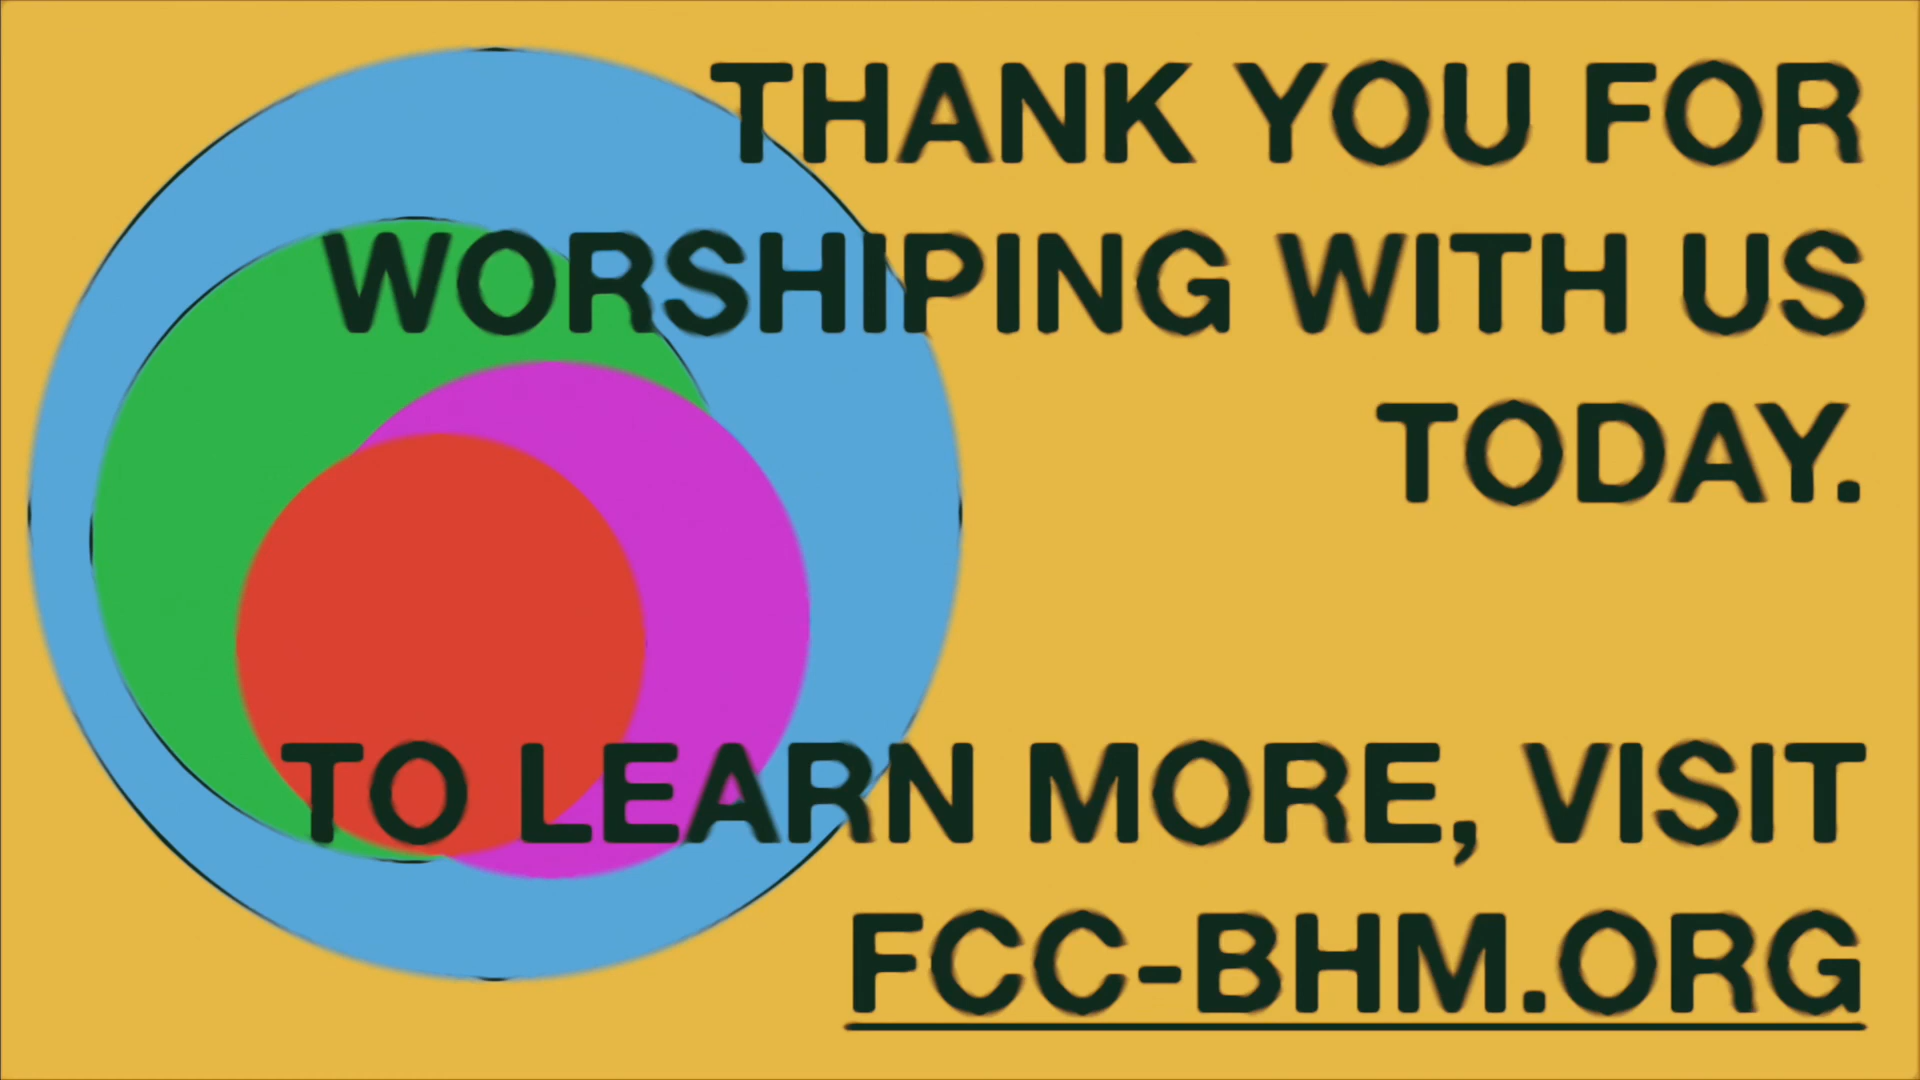 THANK YOU FOR
WORSHIPING WITH US
TODAY.
TO LEARN MORE, VISIT
FCC-BHM.ORG